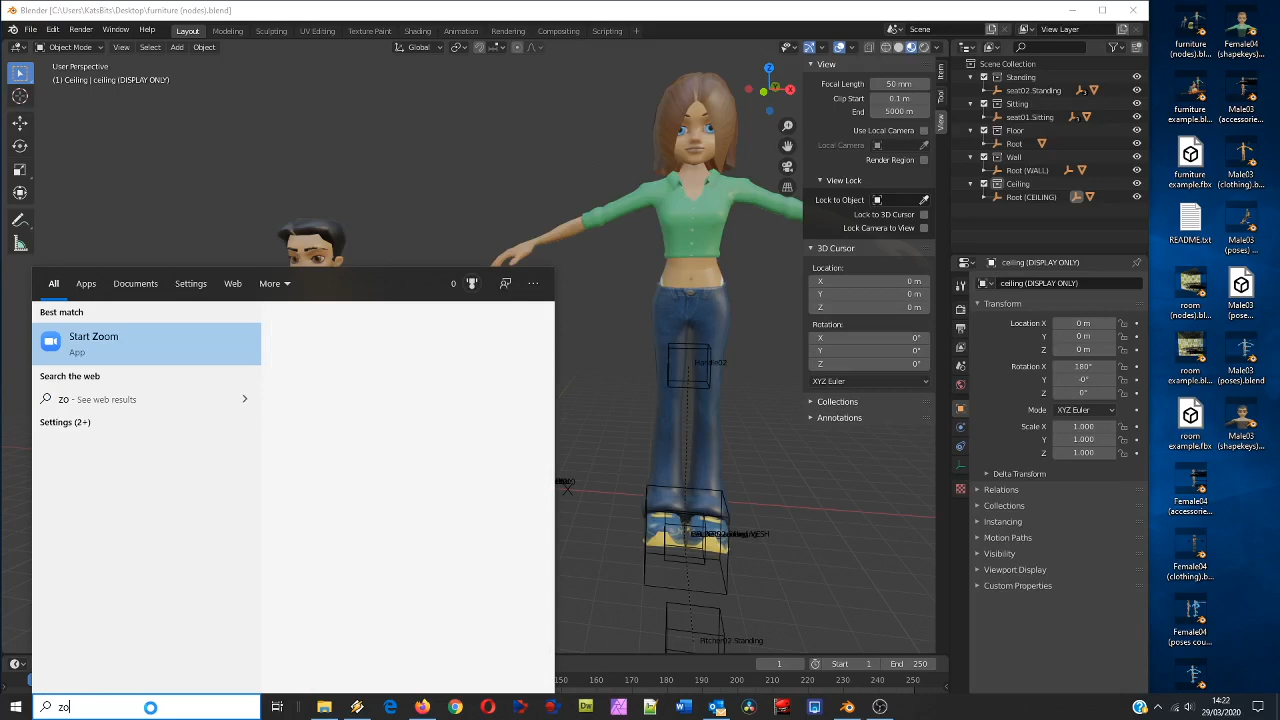 Blender [C:\Users\KatsBits\Desktop\furniture (nodes).blend]
File Edit Render Window Help Layout Modeling Sculpting UV Editing Texture Paint Shading Animation Rendering Compositing Scripting Scene View Layer
Object Mode View Select Add Object Global
User Perspective
(1) Ceiling | ceiling (DISPLAY ONLY)
Handle02
Pitcher02 Standing
View
Focal Length 50 mm
Clip Start 0.1 m
End 5000 m
Use Local Camera
Local Camera
Render Region
View Lock
Lock to Object
Lock to 3D Cursor
Lock Camera to View
3D Cursor
Location:
X 0 m
Y 0 m
Z 0 m
Rotation:
X 0°
Y 0°
Z 0°
XYZ Euler
Collections
Annotations
Item
Tool
View
Scene Collection
Standing
seat02.Standing
Sitting
seat01.Sitting
Floor
Root
Wall
Root (WALL)
Ceiling
Root (CEILING)
ceiling (DISPLAY ONLY)
ceiling (DISPLAY ONLY)
Transform
Location X 0 m
Y 0 m
Z 0 m
Rotation X 180°
Y -0°
Z 0°
Mode XYZ Euler
Scale X 1.000
Y 1.000
Z 1.000
Delta Transform
Relations
Collections
Instancing
Motion Paths
Visibility
Viewport Display
Custom Properties
All Apps Documents Settings Web More 0
Best match
Start Zoom
App
Search the web
zo - See web results
Settings (2+)
zo
1 Start 1 End 250
150 160 170 180 190 200 210 220 230 240 250
furniture
(nodes).bl...
Female04
(shapekeys)...
furniture
example.bl...
Male03
(accessorie...
furniture
example.fbx
Male03
(clothing).b...
README.txt
Male03
(poses)...
room
(nodes).bl...
Male03
(poses).blend
room
example.bl...
room
example.fbx
Male03
(shapekeys)...
Female04
(accessorie...
Female04
(clothing)....
Female04
(poses cou...
14:22
29/03/2020